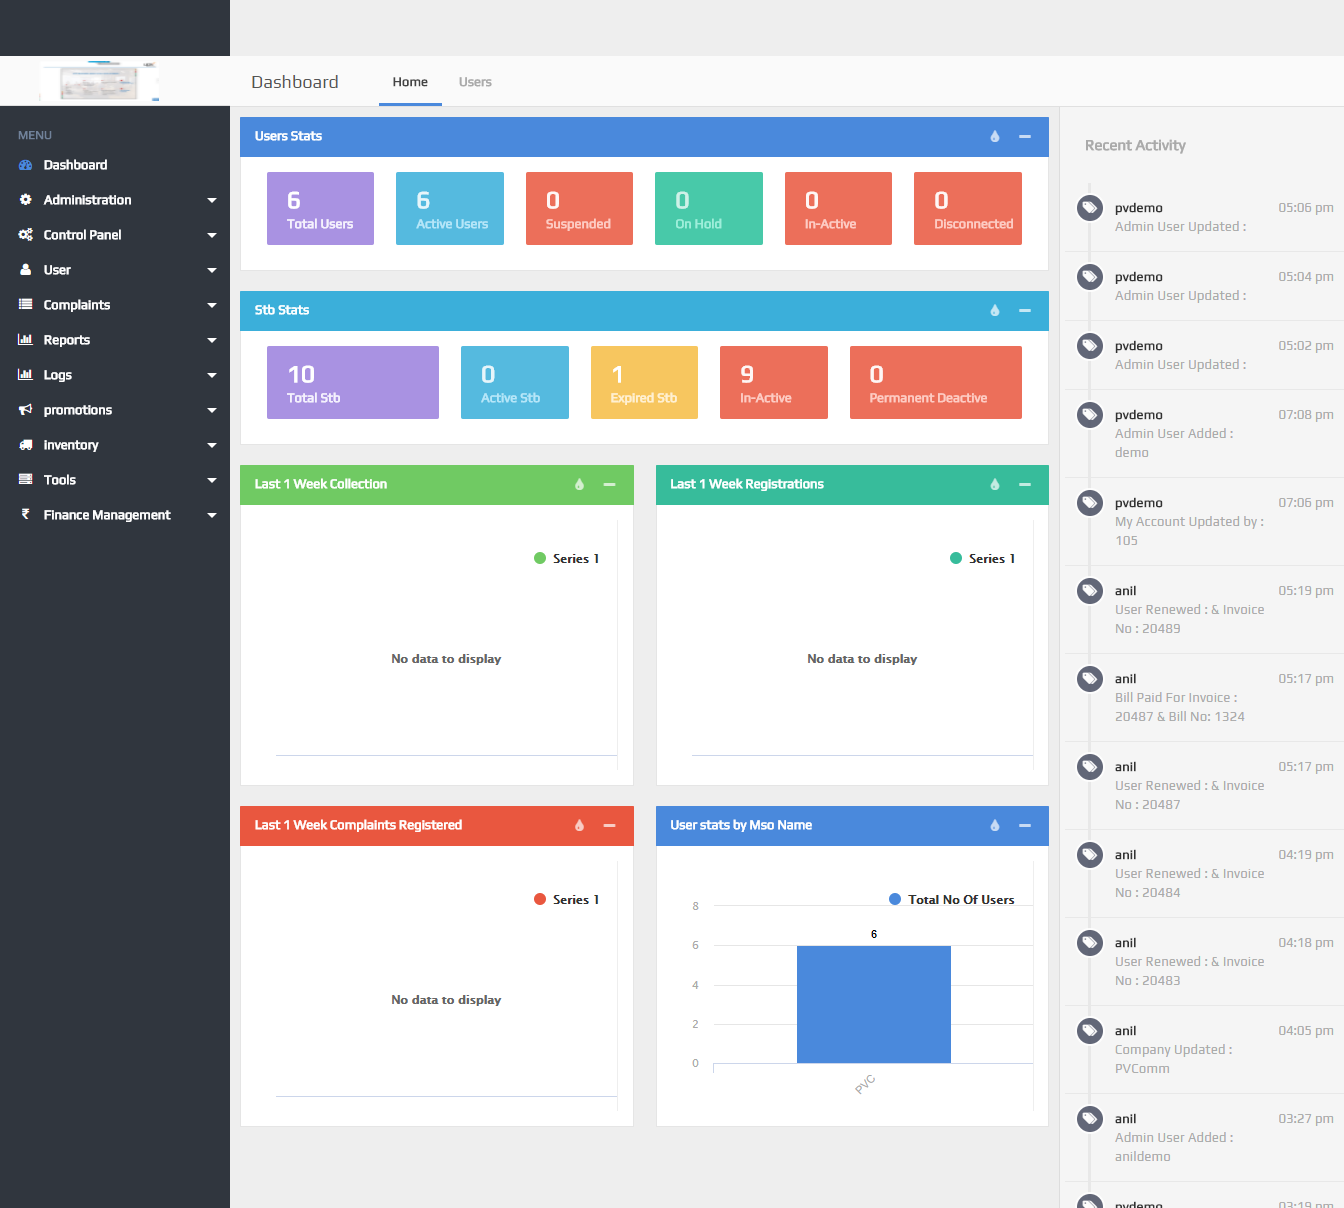 Dashboard
Home
Users
MENU
Dashboard
Administration
Control Panel
User
Complaints
Reports
Logs
promotions
inventory
Tools
Finance Management
Users Stats
6
Total Users
6
Active Users
0
Suspended
0
On Hold
0
In-Active
0
Disconnected
Stb Stats
10
Total Stb
0
Active Stb
1
Expired Stb
9
In-Active
0
Permanent Deactive
Last 1 Week Collection
Series 1
No data to display
Last 1 Week Registrations
Series 1
No data to display
Last 1 Week Complaints Registered
Series 1
No data to display
User stats by Mso Name
Total No Of Users
8
6
4
2
0
6
PVC
Recent Activity
pvdemo 05:06 pm
Admin User Updated :
pvdemo 05:04 pm
Admin User Updated :
pvdemo 05:02 pm
Admin User Updated :
pvdemo 07:08 pm
Admin User Added :
demo
pvdemo 07:06 pm
My Account Updated by :
105
anil 05:19 pm
User Renewed : & Invoice
No : 20489
anil 05:17 pm
Bill Paid For Invoice :
20487 & Bill No: 1324
anil 05:17 pm
User Renewed : & Invoice
No : 20487
anil 04:19 pm
User Renewed : & Invoice
No : 20484
anil 04:18 pm
User Renewed : & Invoice
No : 20483
anil 04:05 pm
Company Updated :
PVComm
anil 03:27 pm
Admin User Added :
anildemo
pvdemo 03:19 pm